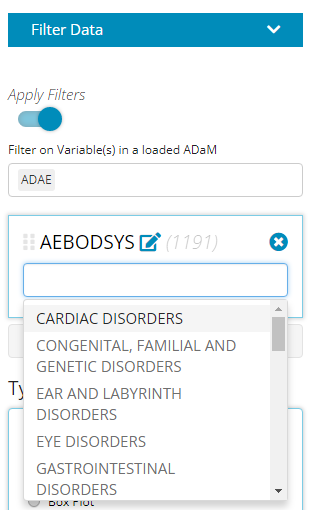 Filter Data
Apply Filters
Filter on Variable(s) in a loaded ADaM
ADAE
AEBODSYS (1191)
CARDIAC DISORDERS
CONGENITAL, FAMILIAL AND
GENETIC DISORDERS
EAR AND LABYRINTH
DISORDERS
EYE DISORDERS
GASTROINTESTINAL
DISORDERS
Ty
Box Plot